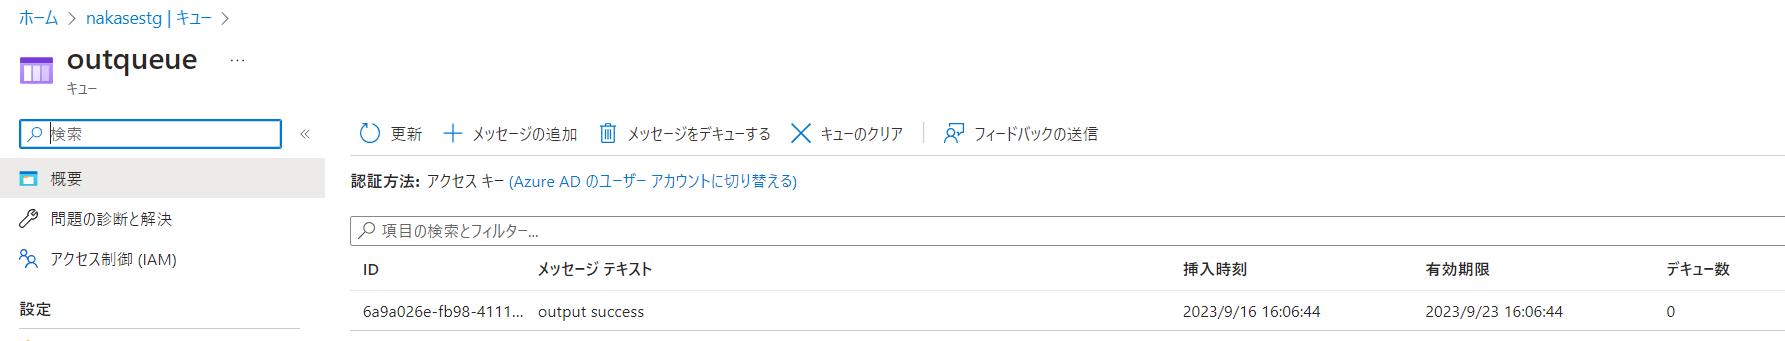 ホーム > nakasestg | キュー >
outqueue ...
キュー
検索 «
更新 メッセージの追加 メッセージをデキューする キューのクリア フィードバックの送信
概要
認証方法: アクセス キー (Azure AD のユーザー アカウントに切り替える)
問題の診断と解決
項目の検索とフィルター...
アクセス制御 (IAM)
ID メッセージ テキスト 挿入時刻 有効期限 デキュー数
設定
6a9a026e-fb98-4111... output success 2023/9/16 16:06:44 2023/9/23 16:06:44 0